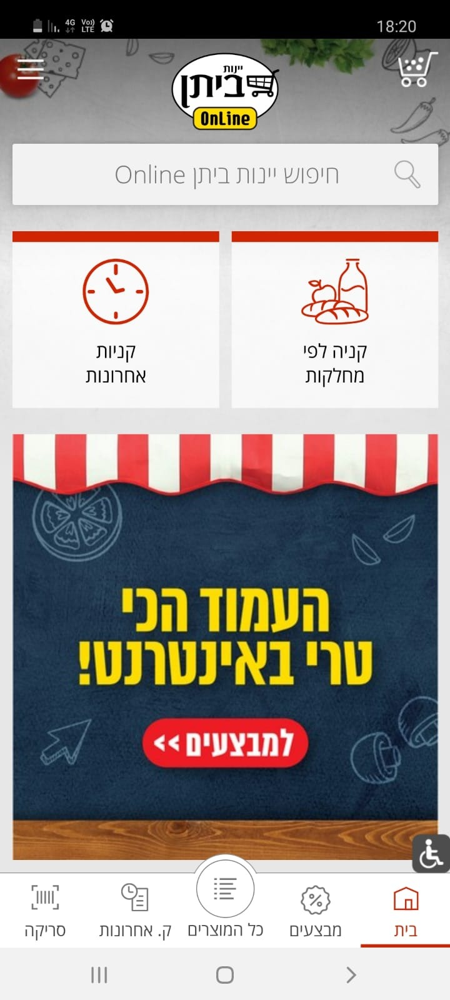 4G
Vo))
LTE
18:20
יינות
ביתן
OnLine
חיפוש יינות ביתן Online
קניה לפי
מחלקות
קניות
אחרונות
העמוד הכי
טרי באינטרנט!
למבצעים >>
בית
מבצעים
כל המוצרים
ק. אחרונות
סריקה